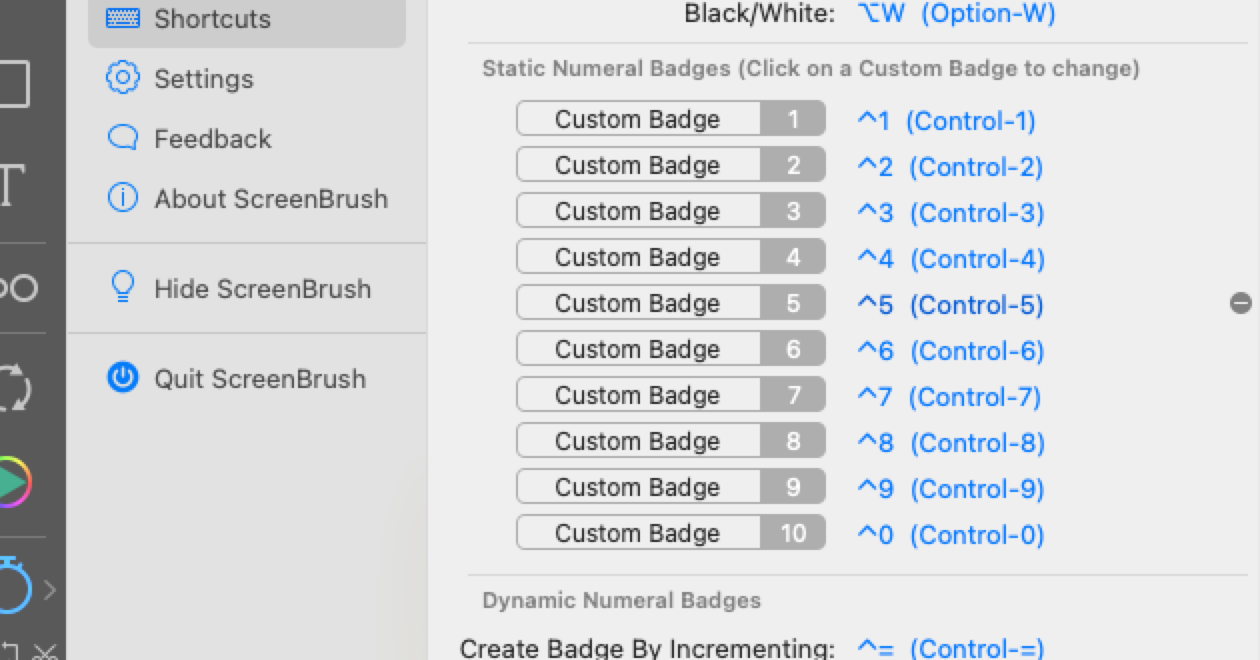 Shortcuts
Settings
Feedback
About ScreenBrush
Hide ScreenBrush
Quit ScreenBrush
T
Black/White: ⌥W (Option-W)
Static Numeral Badges (Click on a Custom Badge to change)
Custom Badge 1 ^1 (Control-1)
Custom Badge 2 ^2 (Control-2)
Custom Badge 3 ^3 (Control-3)
Custom Badge 4 ^4 (Control-4)
Custom Badge 5 ^5 (Control-5)
Custom Badge 6 ^6 (Control-6)
Custom Badge 7 ^7 (Control-7)
Custom Badge 8 ^8 (Control-8)
Custom Badge 9 ^9 (Control-9)
Custom Badge 10 ^0 (Control-0)
Dynamic Numeral Badges
Create Badge By Incrementing: ^= (Control-=)